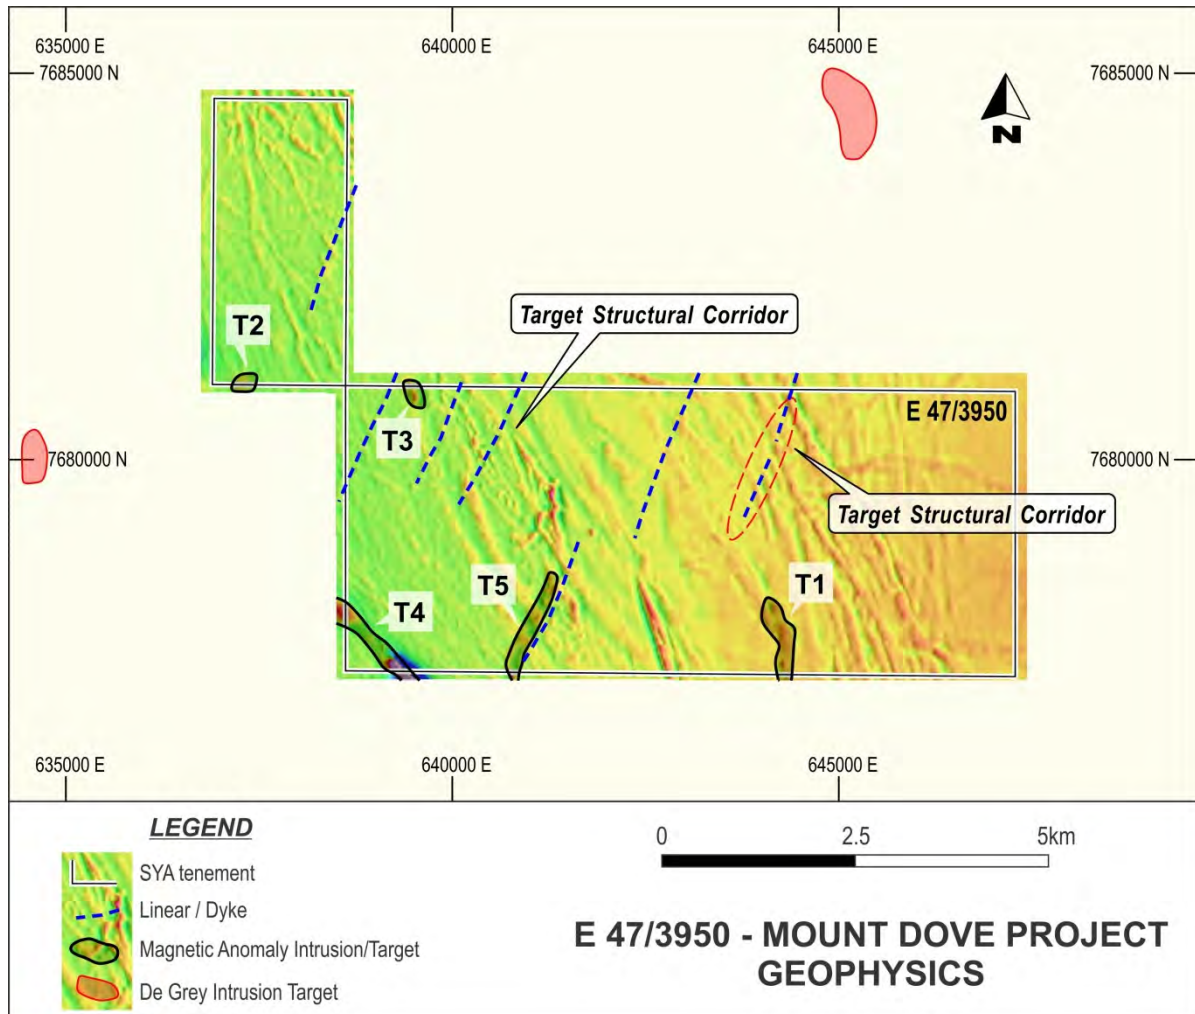 635000 E
640000 E
645000 E
7685000 N
7685000 N
N
T2
Target Structural Corridor
E 47/3950
T3
7680000 N
7680000 N
Target Structural Corridor
T5
T1
T4
635000 E
640000 E
645000 E
LEGEND
SYA tenement
Linear / Dyke
Magnetic Anomaly Intrusion/Target
De Grey Intrusion Target
0
2.5
5km
E 47/3950 - MOUNT DOVE PROJECT
GEOPHYSICS